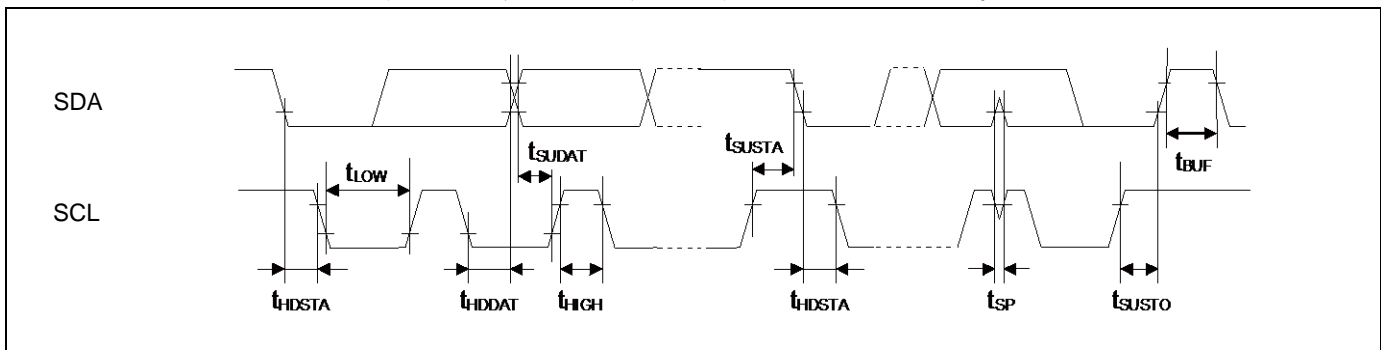 SDA
tSUDAT
tSUSTA
tBUF
tLOW
SCL
tHDSTA
tHDDAT
tHIGH
tHDSTA
tSP
tSUSTO